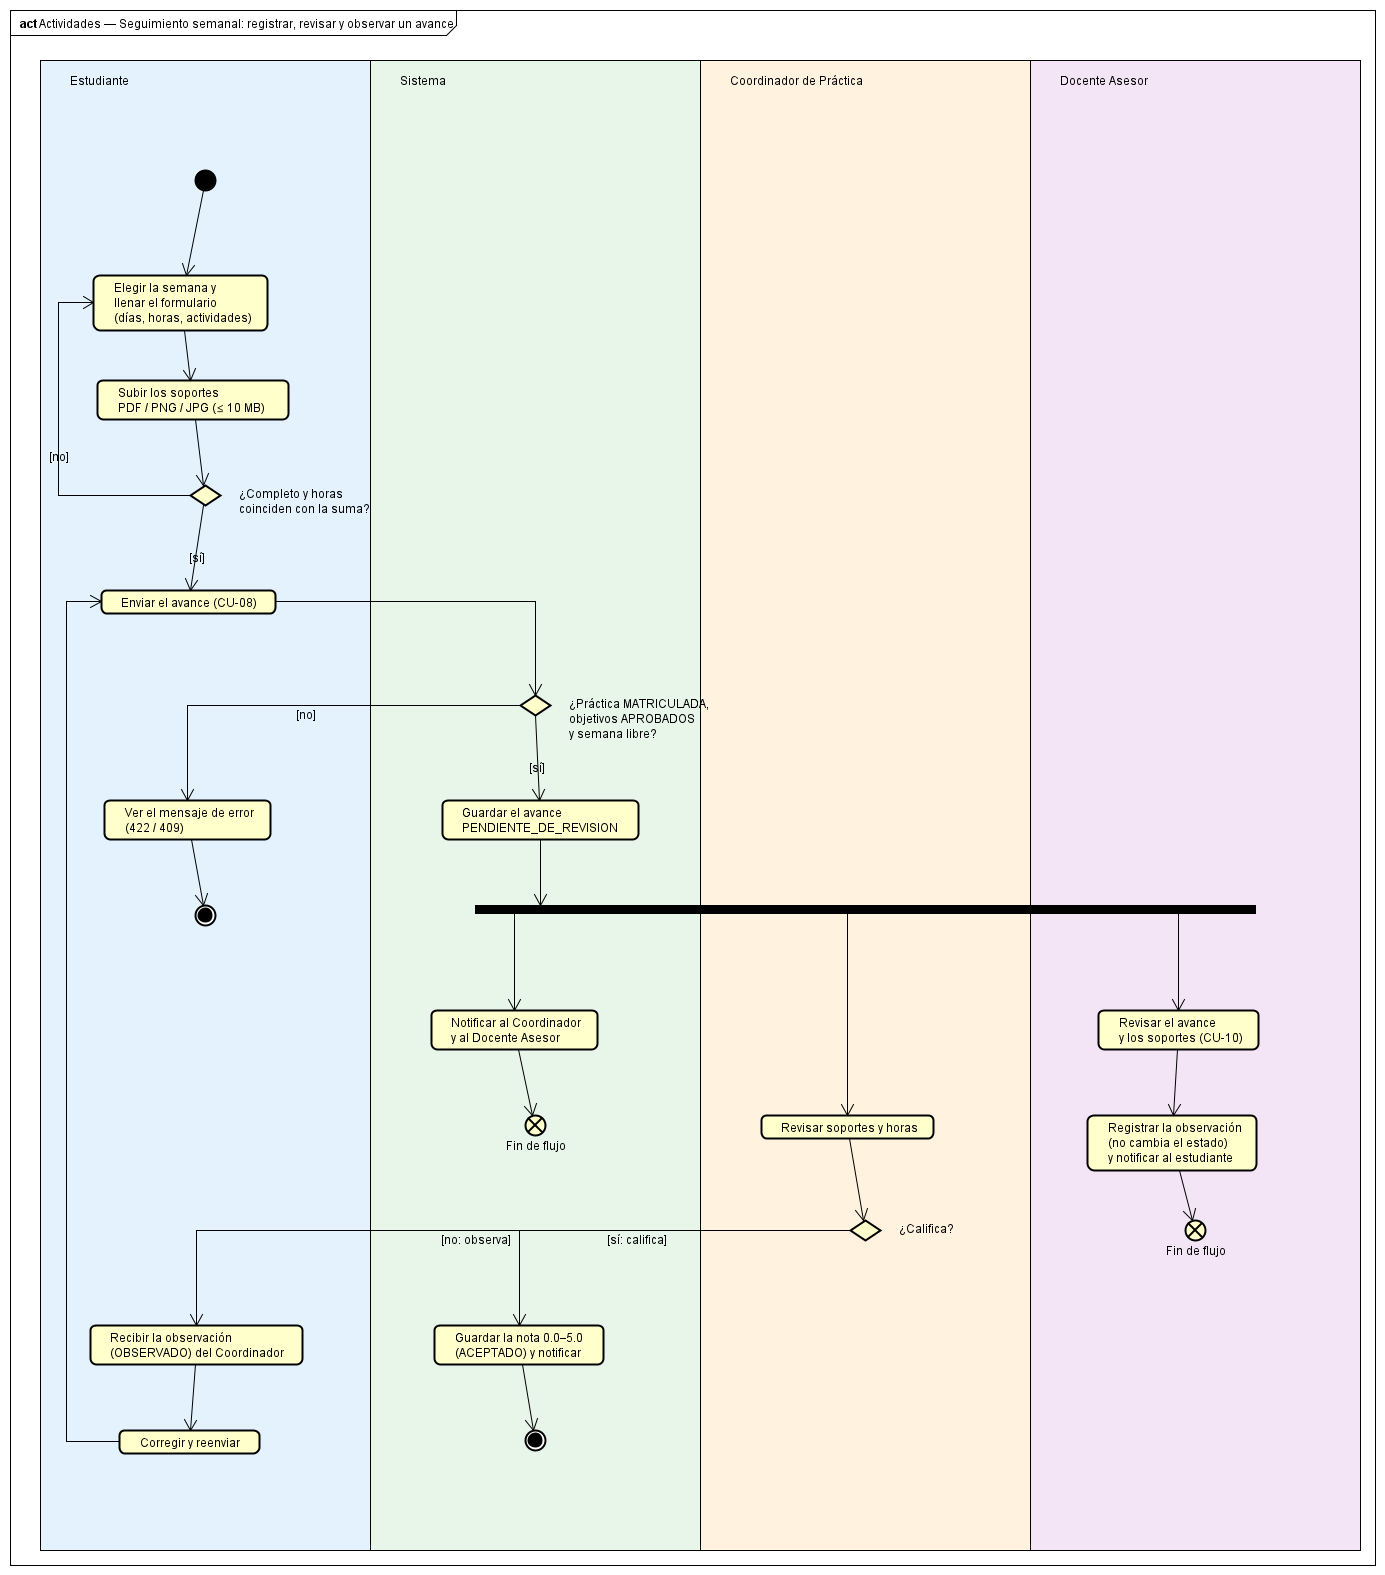 act Actividades — Seguimiento semanal: registrar, revisar y observar un avance
Estudiante
Sistema
Coordinador de Práctica
Docente Asesor
Elegir la semana y
llenar el formulario
(días, horas, actividades)
Subir los soportes
PDF / PNG / JPG (≤ 10 MB)
[no]
¿Completo y horas
coinciden con la suma?
[sí]
Enviar el avance (CU-08)
¿Práctica MATRICULADA,
objetivos APROBADOS
y semana libre?
[no]
[sí]
Ver el mensaje de error
(422 / 409)
Guardar el avance
PENDIENTE_DE_REVISION
Notificar al Coordinador
y al Docente Asesor
Revisar el avance
y los soportes (CU-10)
Fin de flujo
Revisar soportes y horas
Registrar la observación
(no cambia el estado)
y notificar al estudiante
¿Califica?
[no: observa]
[sí: califica]
Fin de flujo
Recibir la observación
(OBSERVADO) del Coordinador
Guardar la nota 0.0–5.0
(ACEPTADO) y notificar
Corregir y reenviar